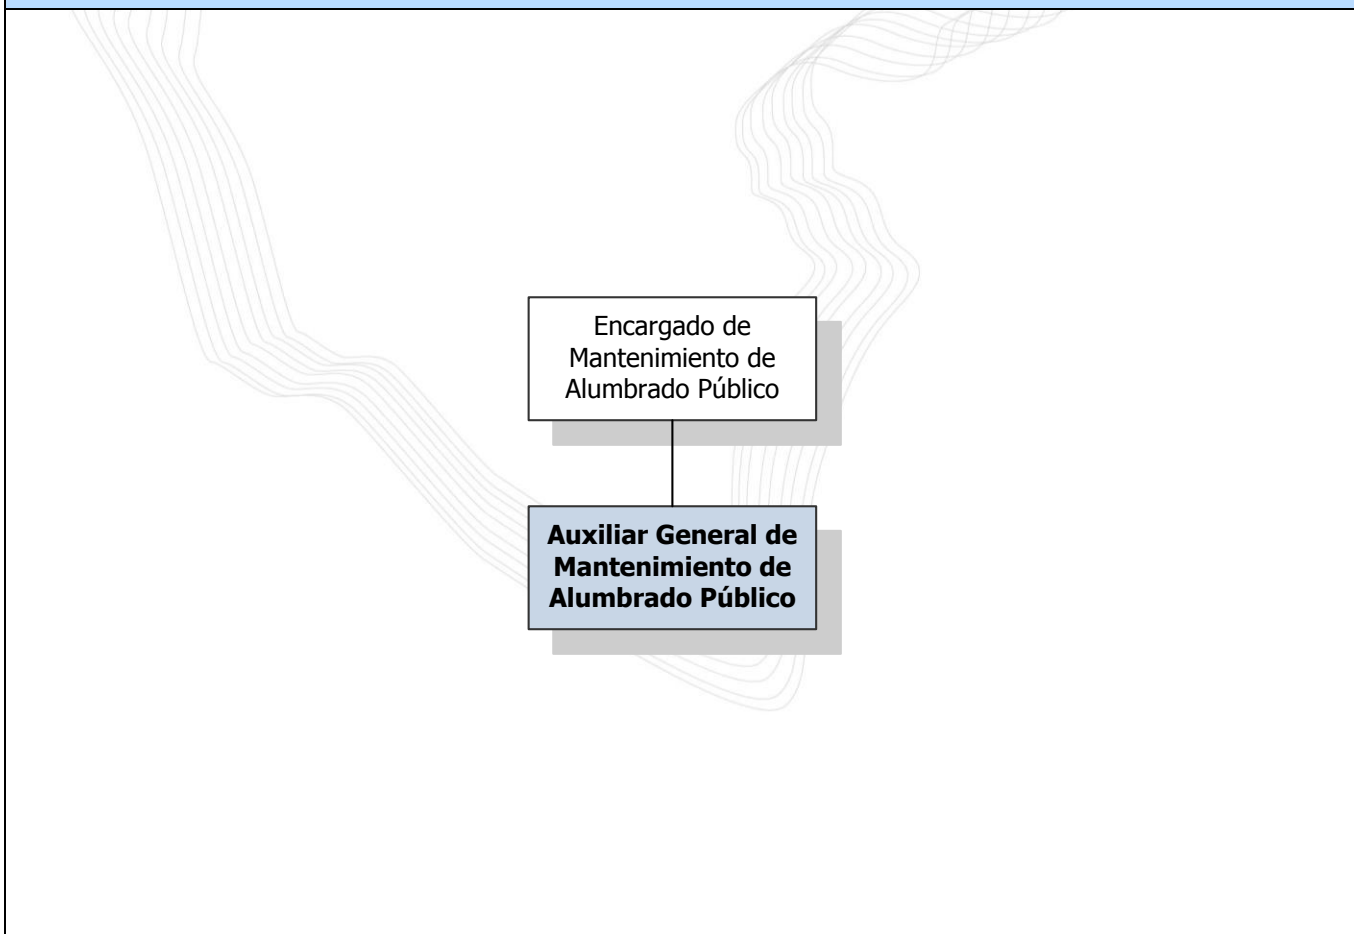 Encargado de
Mantenimiento de
Alumbrado Público
Auxiliar General de
Mantenimiento de
Alumbrado Público